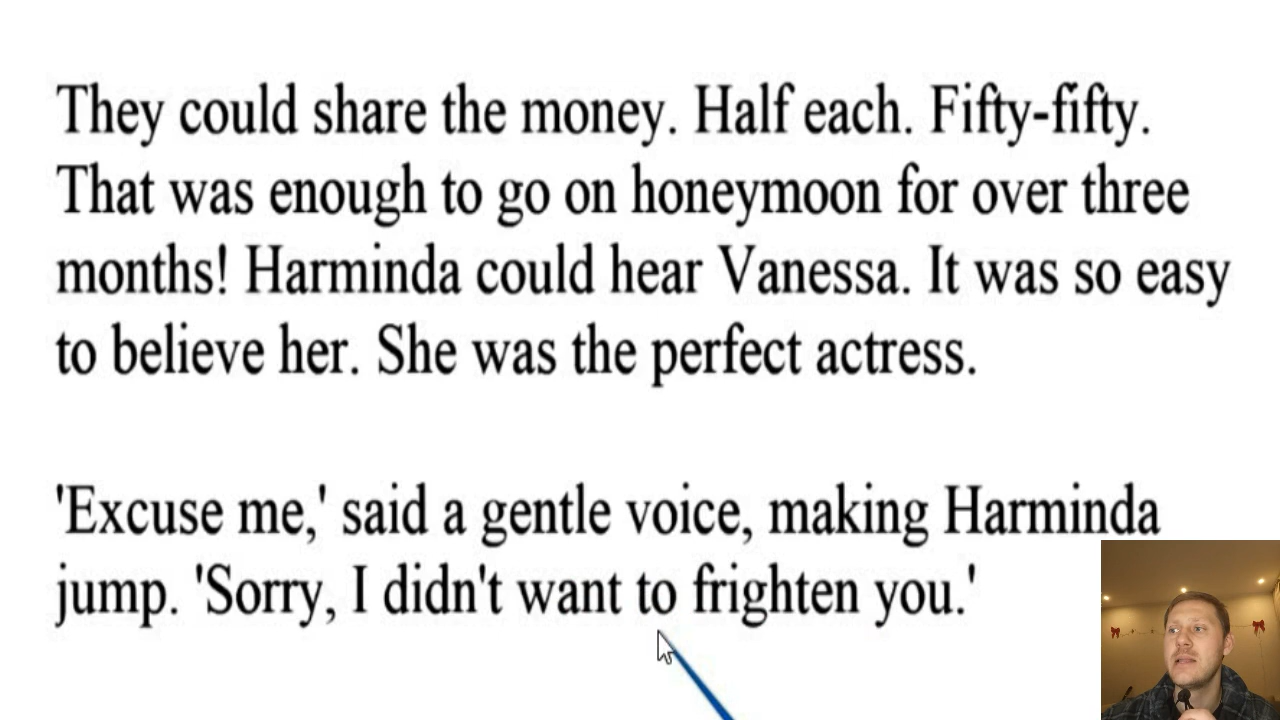 They could share the money. Half each. Fifty-fifty.
That was enough to go on honeymoon for over three
months! Harminda could hear Vanessa. It was so easy
to believe her. She was the perfect actress.
'Excuse me,' said a gentle voice, making Harminda
jump. 'Sorry, I didn't want to frighten you.'